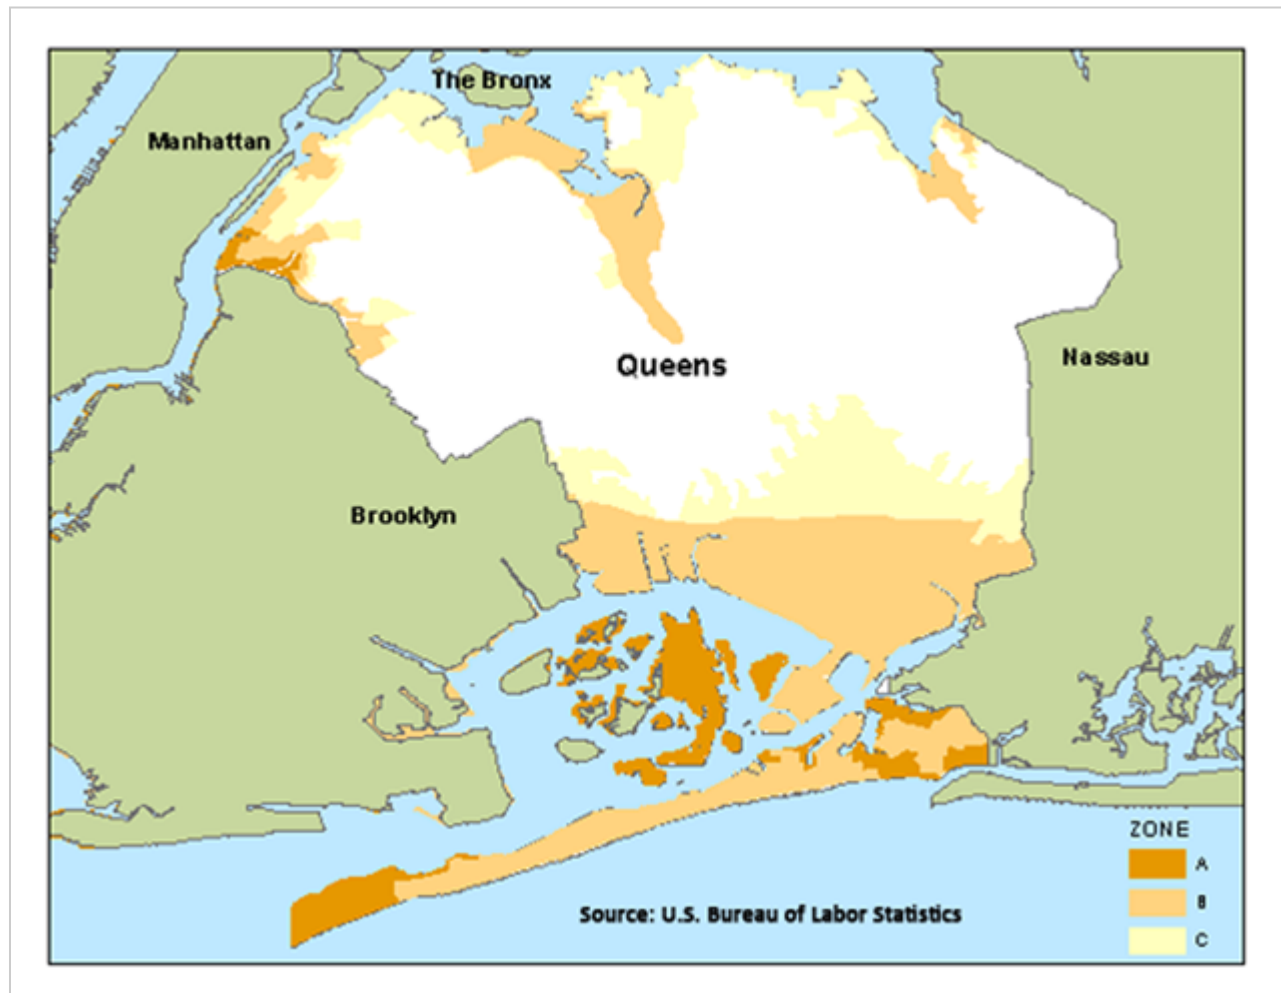 The Bronx
Manhattan
Queens
Nassau
Brooklyn
ZONE
A
B
C
Source: U.S. Bureau of Labor Statistics